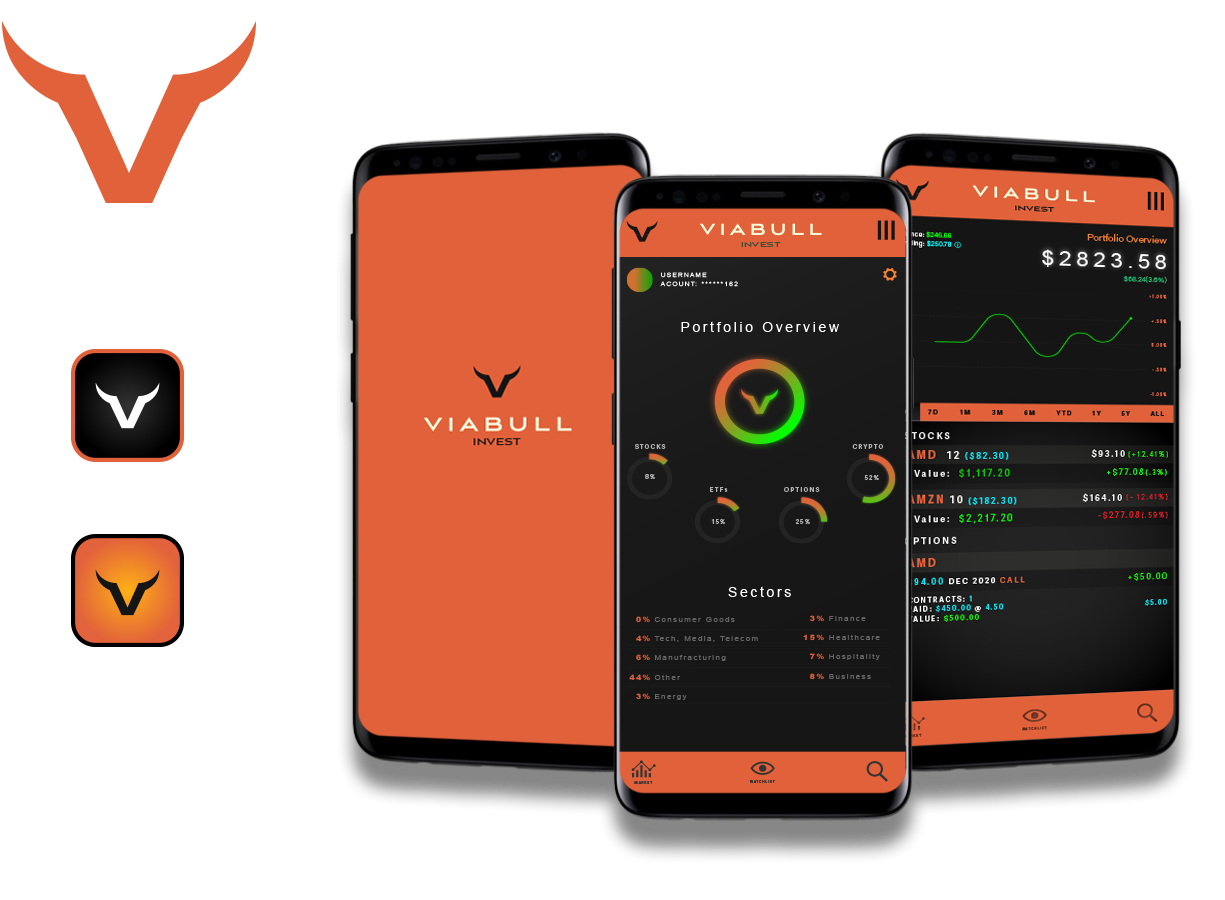 VIABULL
INVEST
VIABULL
INVEST
USERNAME
ACOUNT: ******162
Portfolio Overview
STOCKS
8%
ETFs
15%
OPTIONS
25%
CRYPTO
52%
Sectors
0% Consumer Goods
3% Finance
4% Tech, Media, Telecom
15% Healthcare
6% Manufracturing
7% Hospitality
44% Other
8% Business
3% Energy
MARKET
WATCHLIST
VIABULL
INVEST
nce: $246.66
ing: $250.78
Portfolio Overview
$2823.58
$68.24(3.6%)
+1.00%
+.50%
0.00%
-.50%
-1.00%
7D 1M 3M 6M YTD 1Y 5Y ALL
TOCKS
AMD 12 ($82.30) $93.10 (+12.41%)
Value: $1,117.20 +$77.08(.3%)
AMZN 10 ($182.30) $164.10 (- 12.41%)
Value: $2,217.20 -$277.08(.59%)
PTIONS
AMD
94.00 DEC 2020 CALL +$50.00
ONTRACTS: 1
AID: $450.00 @ 4.50 $5.00
ALUE: $500.00
WATCHLIST